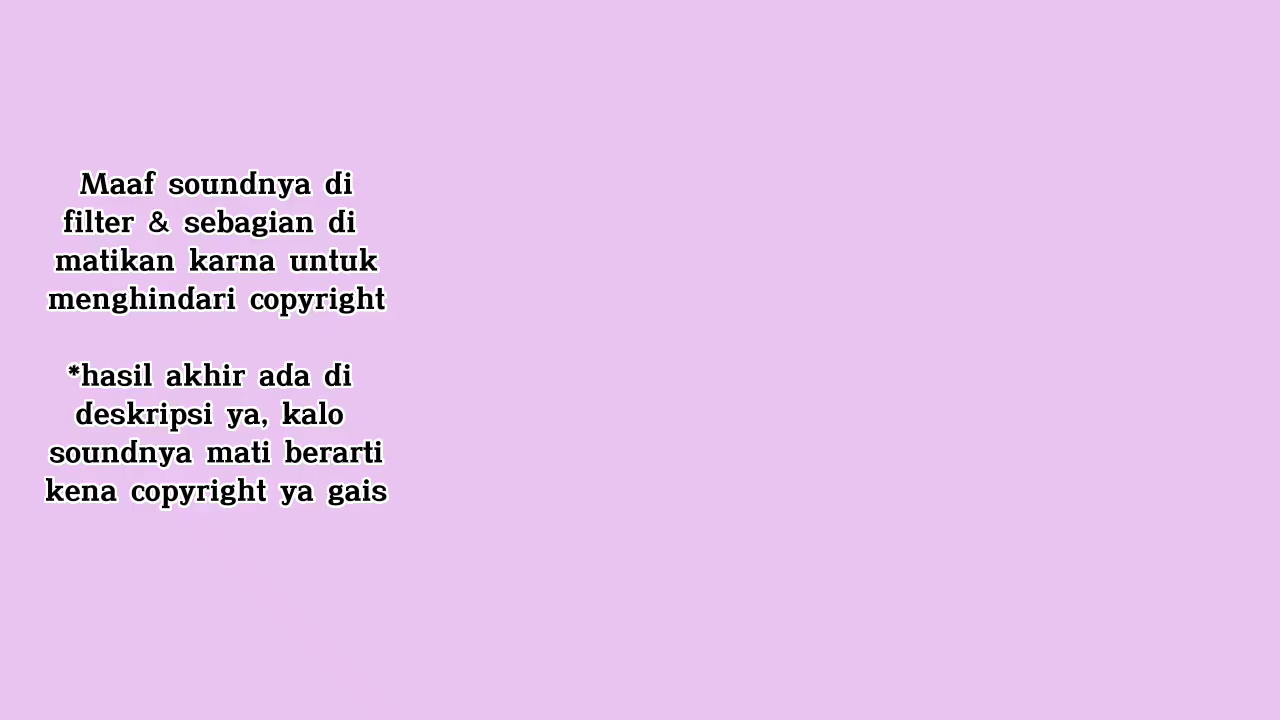 Maaf soundnya di
filter & sebagian di
matikan karna untuk
menghindari copyright
*hasil akhir ada di
deskripsi ya, kalo
soundnya mati berarti
kena copyright ya gais